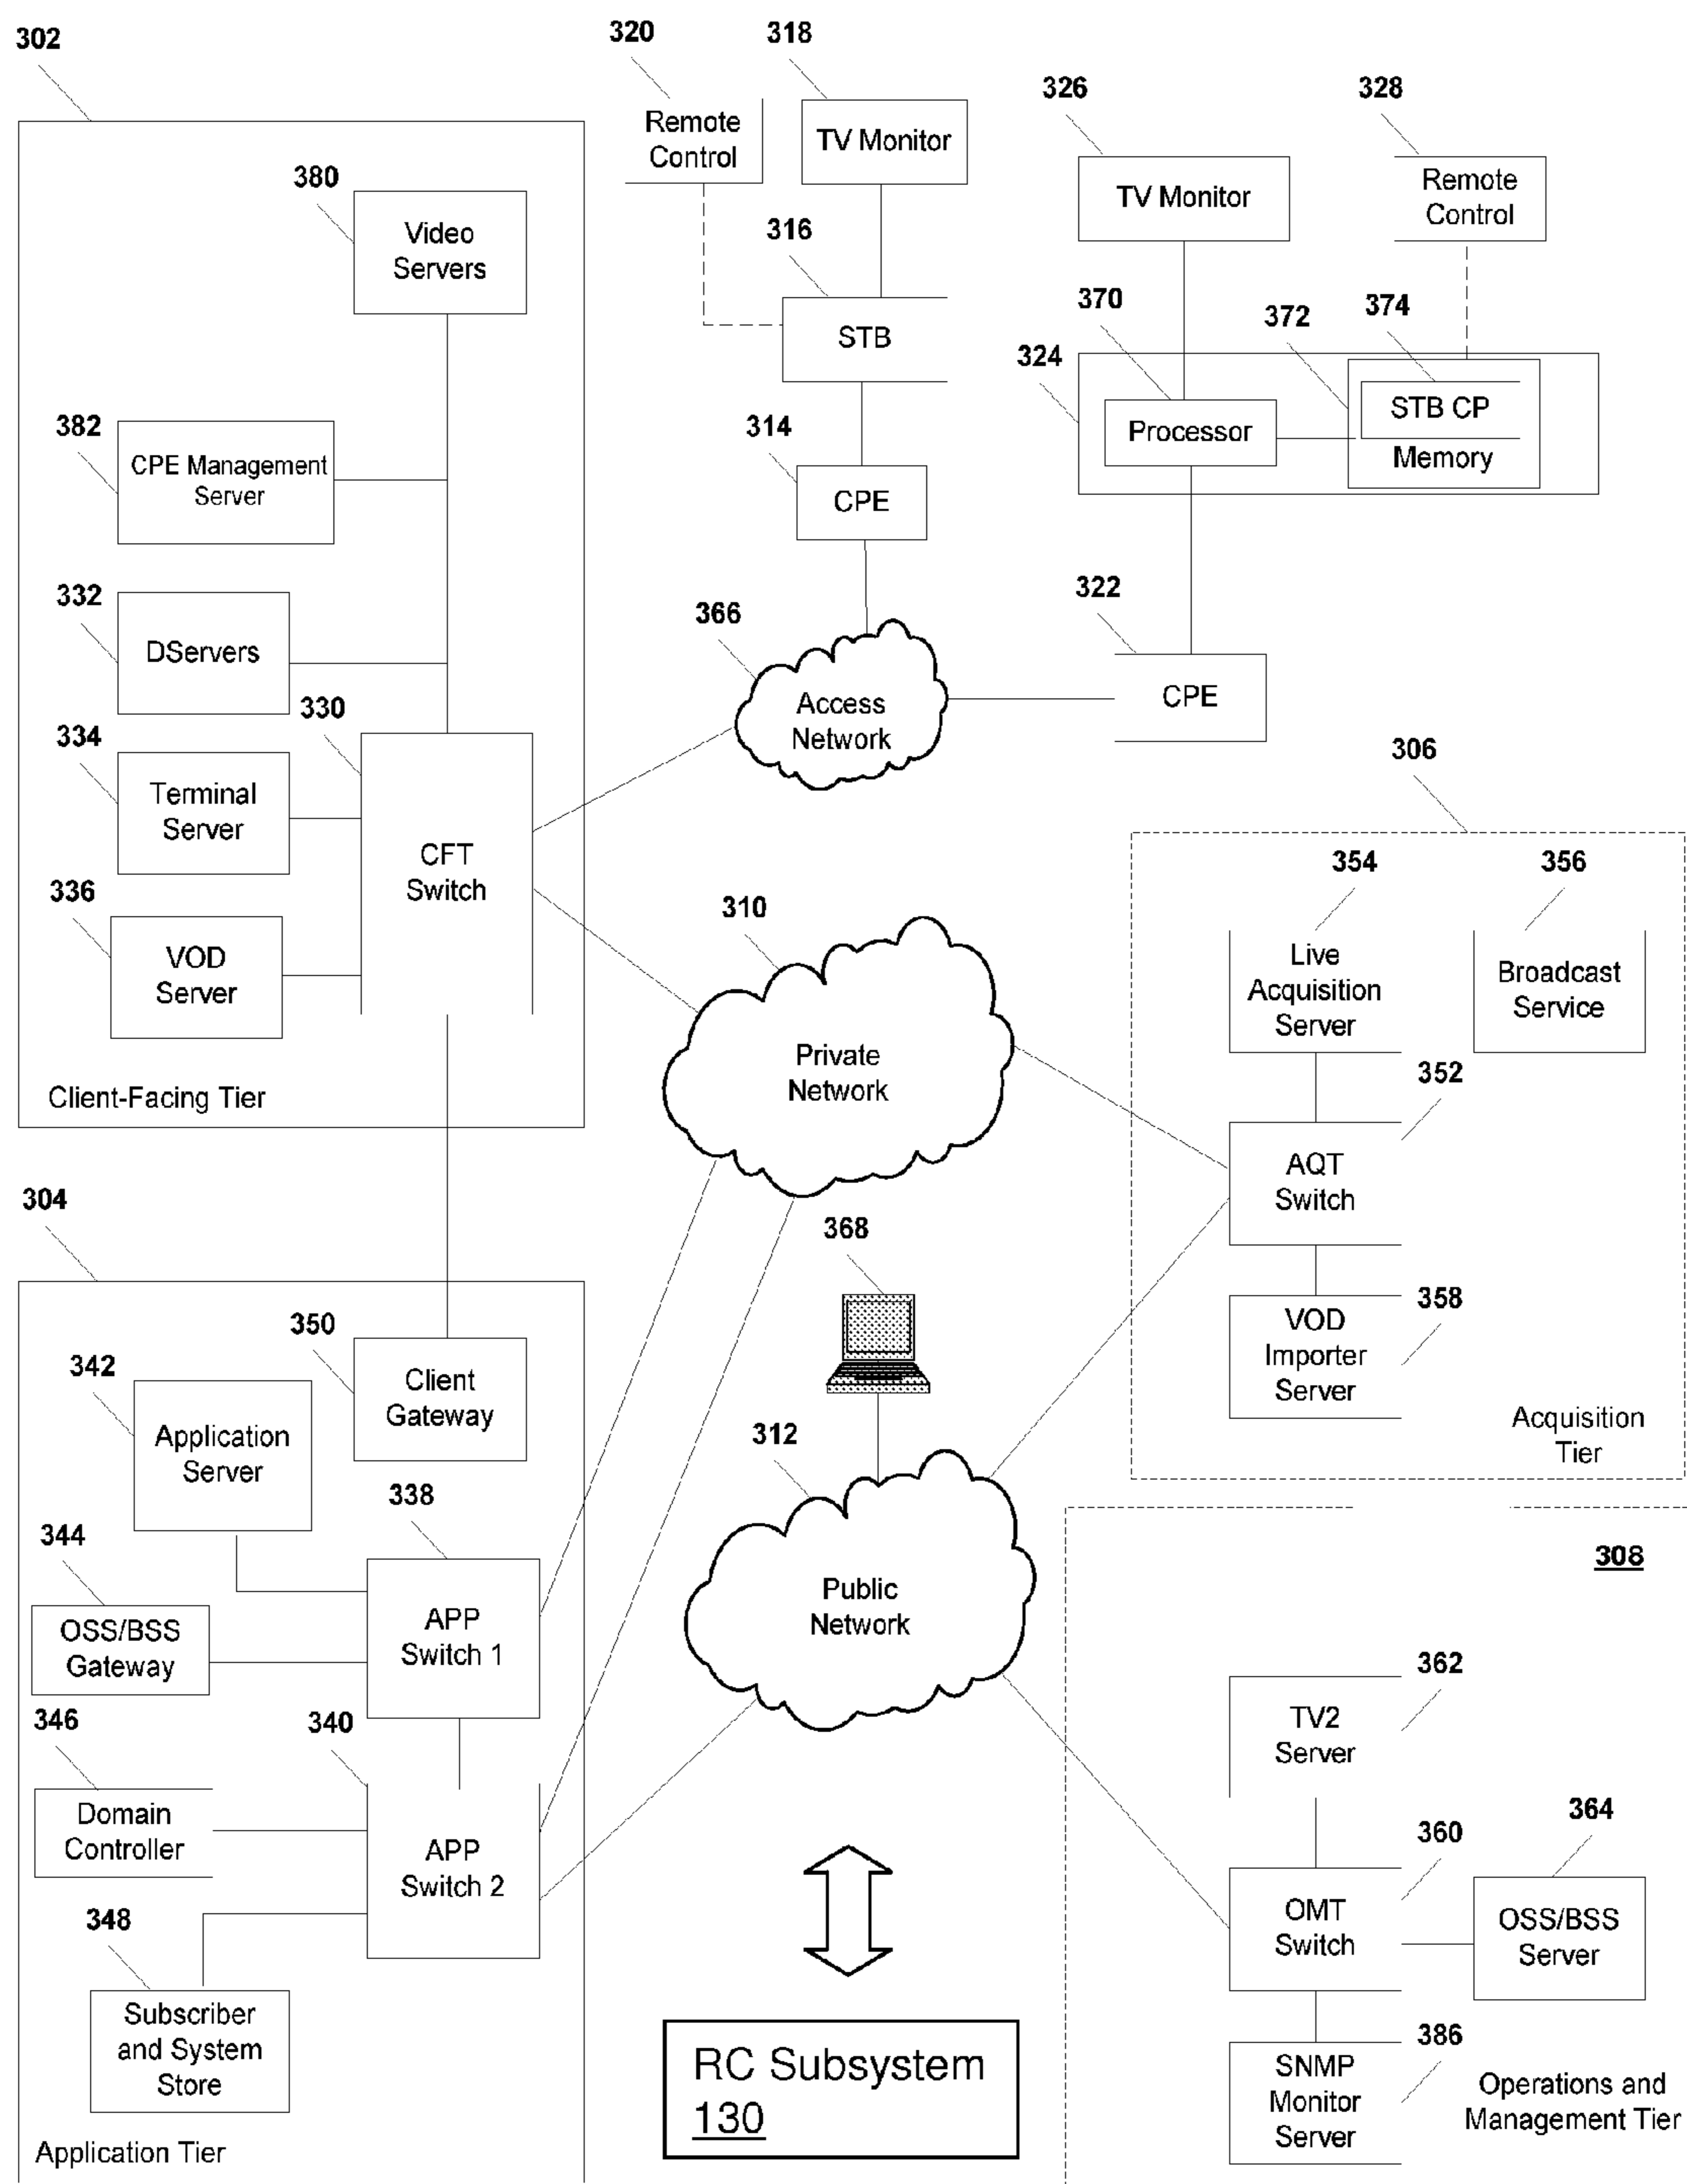 302
320
318
326
328
Remote
Control
TV Monitor
TV Monitor
Remote
Control
380
Video
Servers
316
STB
370
372
374
324
STB CP
Processor
Memory
382
CPE Management
Server
314
CPE
332
DServers
322
CPE
366
Access
Network
330
334
Terminal
Server
CFT
Switch
336
VOD
Server
Client-Facing Tier
306
354
356
Live
Acquisition
Server
Broadcast
Service
310
Private
Network
352
AQT
Switch
304
368
358
VOD
Importer
Server
Acquisition
Tier
350
Client
Gateway
342
Application
Server
312
Public
Network
338
344
OSS/BSS
Gateway
APP
Switch 1
308
362
TV2
Server
346
340
Domain
Controller
APP
Switch 2
360
364
OMT
Switch
OSS/BSS
Server
348
Subscriber
and System
Store
Application Tier
RC Subsystem
130
386
SNMP
Monitor
Server
Operations and
Management Tier